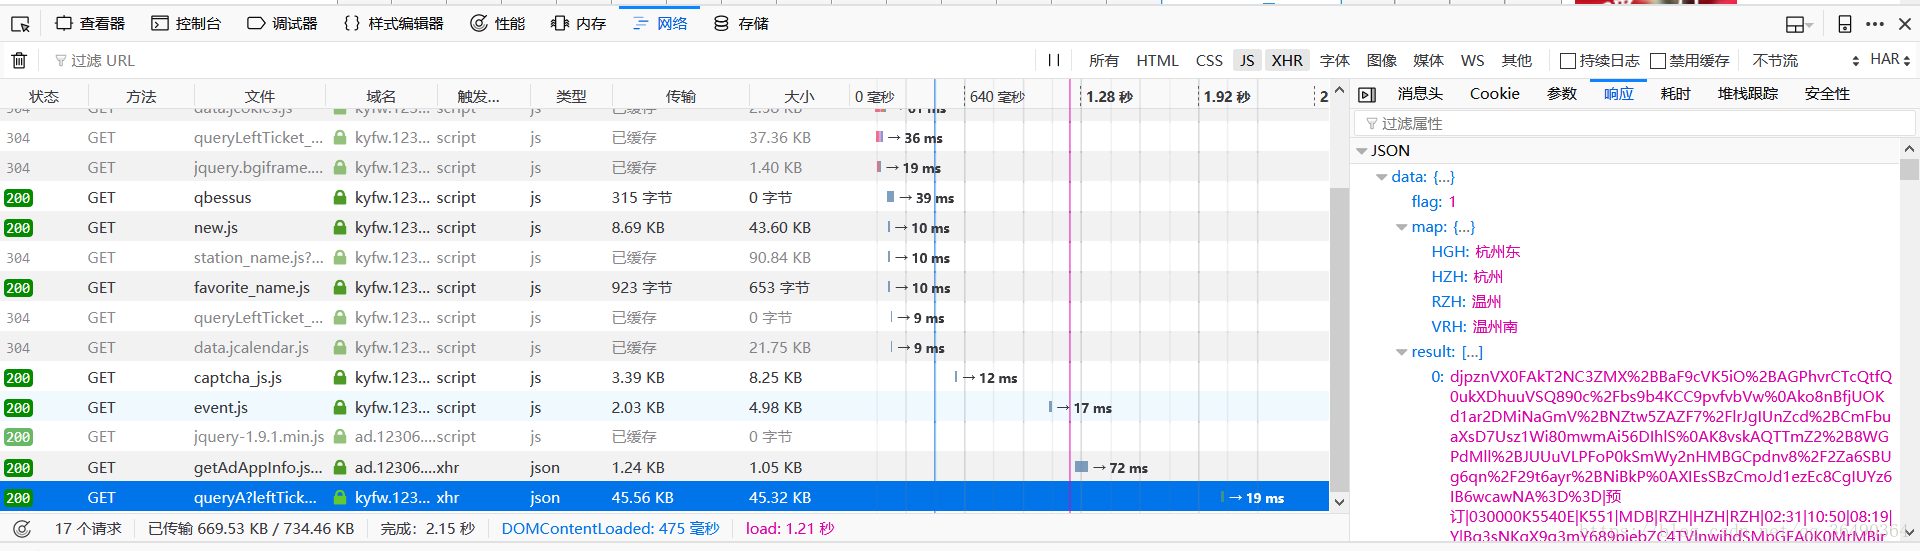 查看器 控制台 调试器 {} 样式编辑器 性能 内存 网络 存储
过滤 URL 所有 HTML CSS JS XHR 字体 图像 媒体 WS 其他 持续日志 禁用缓存 不节流 HAR
状态 方法 文件 域名 触发... 类型 传输 大小 0 毫秒 640 毫秒 1.28 秒 1.92 秒 2
304 GET queryLeftTicket_... kyfw.123... script js 已缓存 37.36 KB → 36 ms
304 GET jquery.bgiframe.... kyfw.123... script js 已缓存 1.40 KB → 19 ms
200 GET qbessus kyfw.123... script js 315 字节 0 字节 → 39 ms
200 GET new.js kyfw.123... script js 8.69 KB 43.60 KB → 10 ms
304 GET station_name.js?... kyfw.123... script js 已缓存 90.84 KB → 10 ms
200 GET favorite_name.js kyfw.123... script js 923 字节 653 字节 → 10 ms
304 GET queryLeftTicket_... kyfw.123... script js 已缓存 0 字节 → 9 ms
304 GET data.jcalendar.js kyfw.123... script js 已缓存 21.75 KB → 9 ms
200 GET captcha_js.js kyfw.123... script js 3.39 KB 8.25 KB → 12 ms
200 GET event.js kyfw.123... script js 2.03 KB 4.98 KB → 17 ms
200 GET jquery-1.9.1.min.js ad.12306.... script js 已缓存 0 字节
200 GET getAdAppInfo.js... ad.12306.... xhr json 1.24 KB 1.05 KB → 72 ms
200 GET queryA?leftTick... kyfw.123... xhr json 45.56 KB 45.32 KB → 19 ms
17 个请求 已传输 669.53 KB / 734.46 KB 完成：2.15 秒 DOMContentLoaded: 475 毫秒 load: 1.21 秒
消息头 Cookie 参数 响应 耗时 堆栈跟踪 安全性
过滤属性
JSON
data: {...}
flag: 1
map: {...}
HGH: 杭州东
HZH: 杭州
RZH: 温州
VRH: 温州南
result: [...]
0: djpznVX0FAkT2NC3ZMX%2BBaF9cVK5iO%2BAGPhvrCTcQtfQ
0ukXDhuuVSQ890c%2Fbs9b4KCC9pvfvbVw%0Ako8nBfjUOK
d1ar2DMiNaGmV%2BNZtw5ZAZF7%2FlrJgIUnZcd%2BCmFbu
aXsD7Usz1Wi80mwmAi56DIhlS%0AK8vskAQTTmZ2%2B8WG
PdMll%2BJUUuVLPFoP0kSmWy2nHMBGCpdnv8%2F2Za6SBU
g6qn%2F29t6ayr%2BNiBkP%0AXIEsSBzCmoJd1ezEc8CgIUYz6
IB6wcawNA%3D%3D|预
订|030000K5540E|K551|MDB|RZH|HZH|RZH|02:31|10:50|08:19|